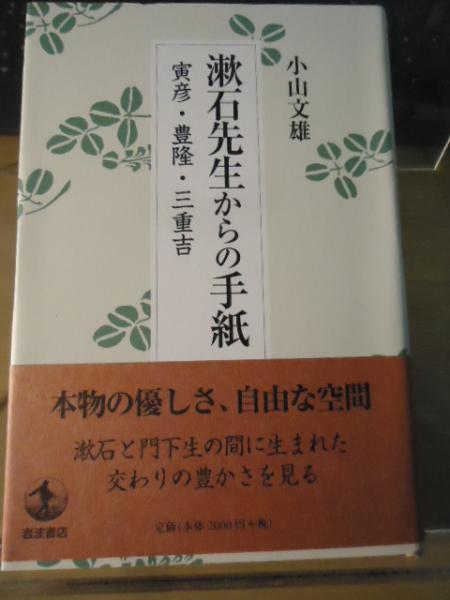 小山文雄
漱石先生からの手紙
寅彦・豊隆・三重吉
本物の優しさ、自由な空間
漱石と門下生の間に生まれた
交わりの豊かさを見る
岩波書店
定価(本体2000円+税)